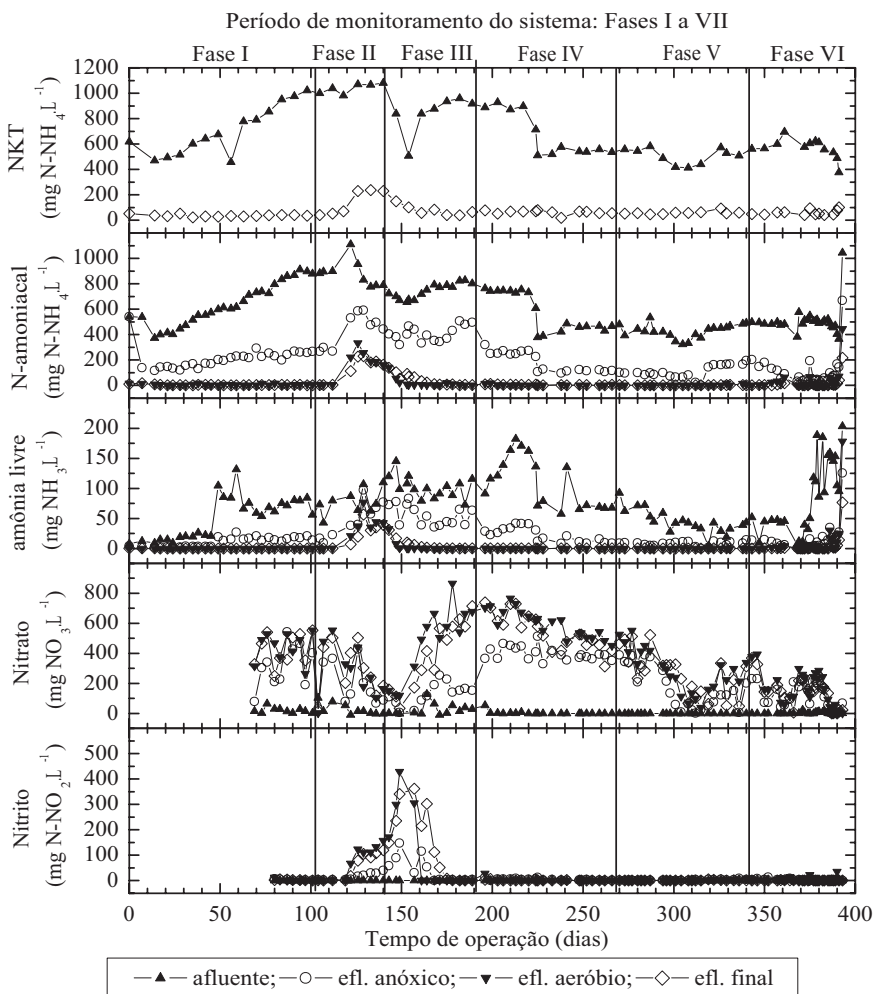 Período de monitoramento do sistema: Fases I a VII
Fase I Fase II Fase III Fase IV Fase V Fase VI
NKT
(mg N-NH₄.L⁻¹)
1200
1000
800
600
400
200
0
N-amoniacal
(mg N-NH₄.L⁻¹)
1000
800
600
400
200
0
amônia livre
(mg NH₃.L⁻¹)
200
150
100
50
0
Nitrato
(mg NO₃.L⁻¹)
800
600
400
200
0
Nitrito
(mg N-NO₂.L⁻¹)
500
400
300
200
100
0
0 50 100 150 200 250 300 350 400
Tempo de operação (dias)
afluente; efl. anóxico; efl. aeróbio; efl. final